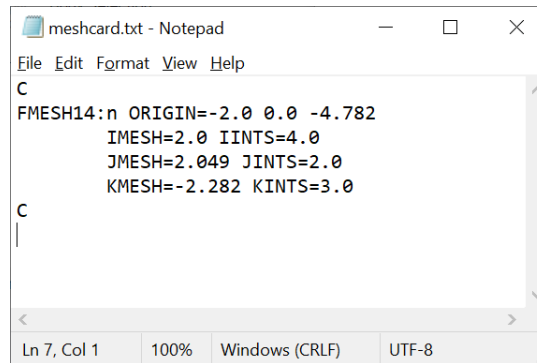 meshcard.txt - Notepad
File Edit Format View Help
C
FMESH14:n ORIGIN=-2.0 0.0 -4.782
IMESH=2.0 IINTS=4.0
JMESH=2.049 JINTS=2.0
KMESH=-2.282 KINTS=3.0
C
Ln 7, Col 1 100% Windows (CRLF) UTF-8